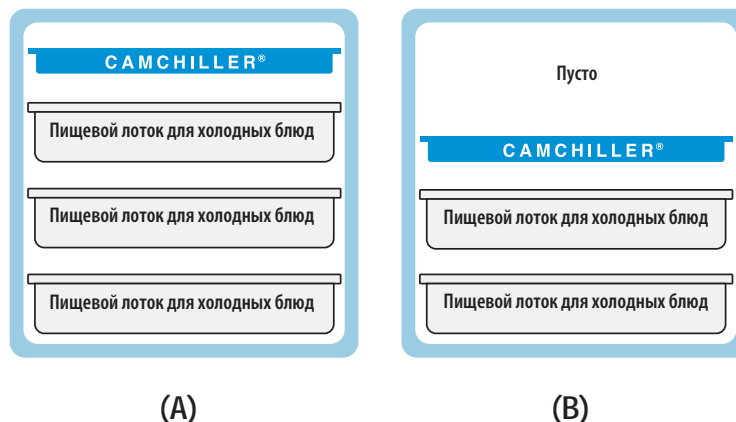 CAMCHILLER®
Пищевой лоток для холодных блюд
Пищевой лоток для холодных блюд
Пищевой лоток для холодных блюд
(A)
Пусто
CAMCHILLER®
Пищевой лоток для холодных блюд
Пищевой лоток для холодных блюд
(B)